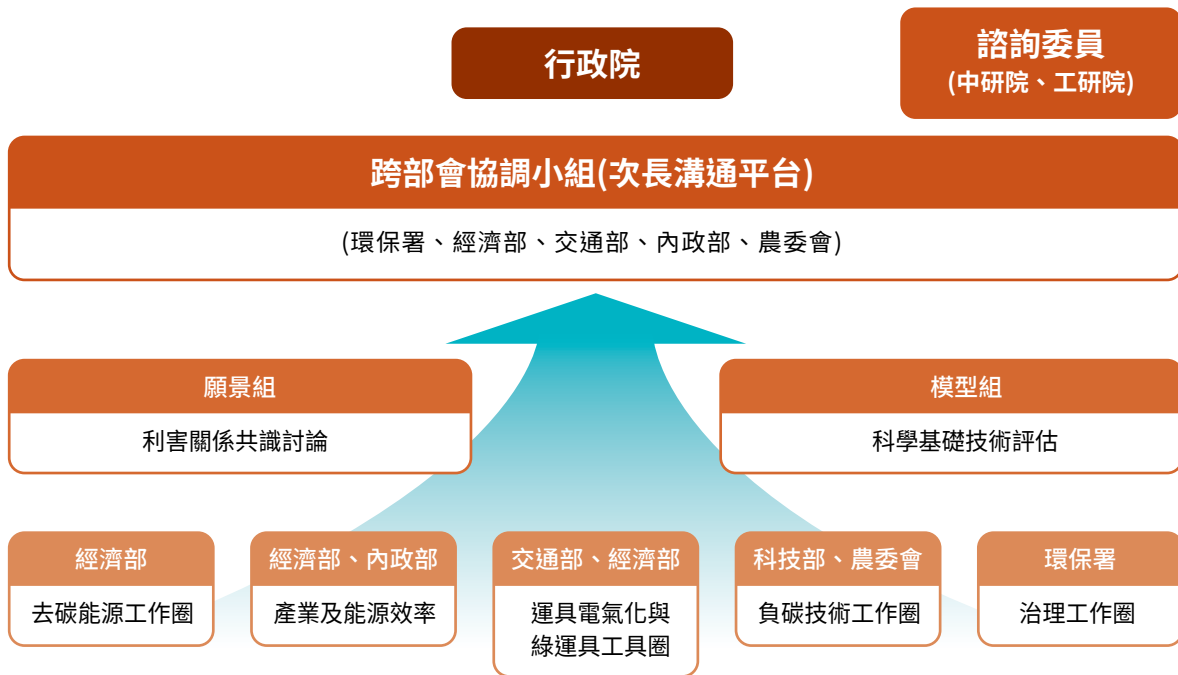 行政院
諮詢委員
(中研院、工研院)
跨部會協調小組(次長溝通平台)
(環保署、經濟部、交通部、內政部、農委會)
願景組
利害關係共識討論
模型組
科學基礎技術評估
經濟部
去碳能源工作圈
經濟部、內政部
產業及能源效率
交通部、經濟部
運具電氣化與
綠運具工具圈
科技部、農委會
負碳技術工作圈
環保署
治理工作圈